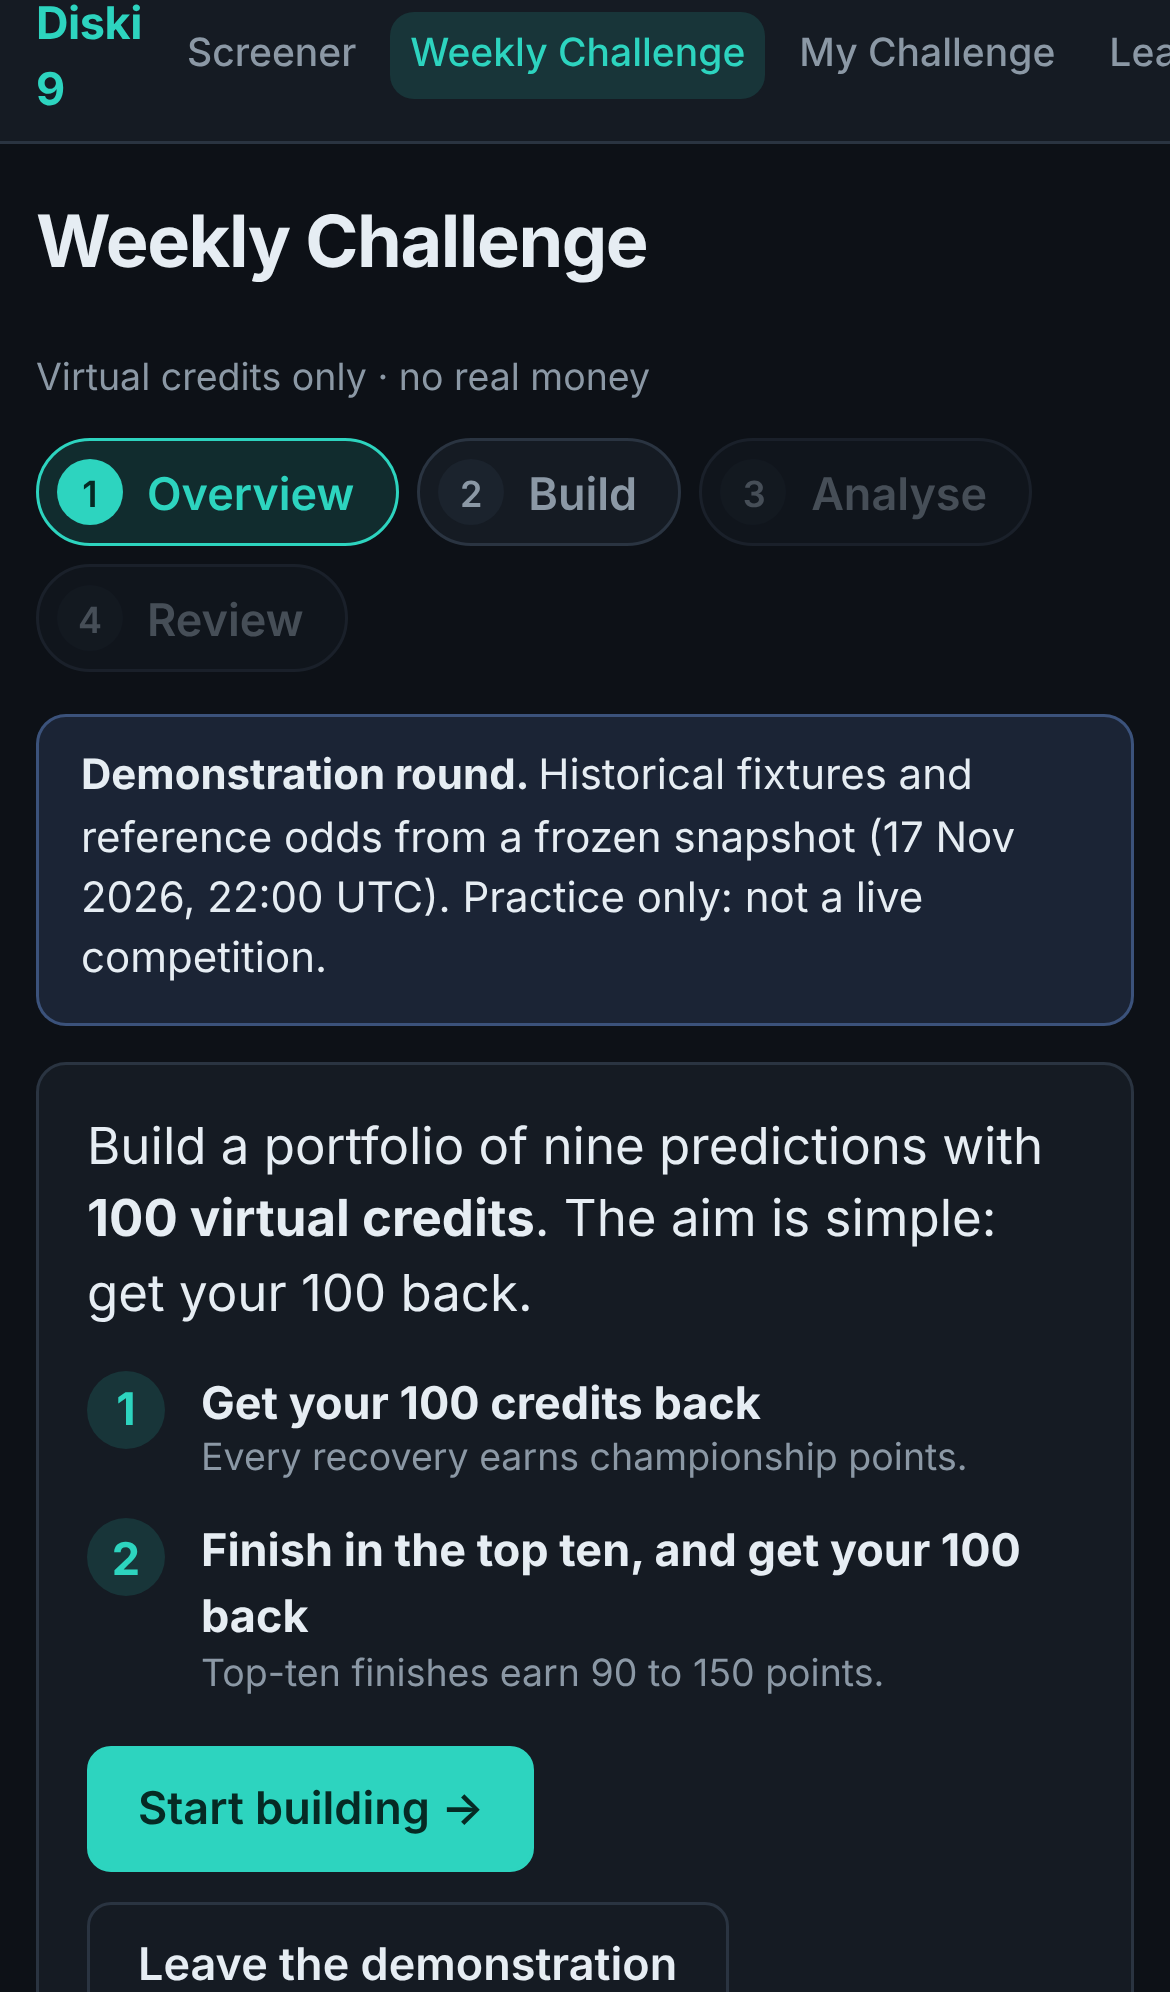 Diski
9
Screener
Weekly Challenge
My Challenge
Weekly Challenge
Virtual credits only · no real money
1 Overview
2 Build
3 Analyse
4 Review
Demonstration round. Historical fixtures and
reference odds from a frozen snapshot (17 Nov
2026, 22:00 UTC). Practice only: not a live
competition.
Build a portfolio of nine predictions with
100 virtual credits. The aim is simple:
get your 100 back.
1 Get your 100 credits back
Every recovery earns championship points.
2 Finish in the top ten, and get your 100
back
Top-ten finishes earn 90 to 150 points.
Start building →
Leave the demonstration